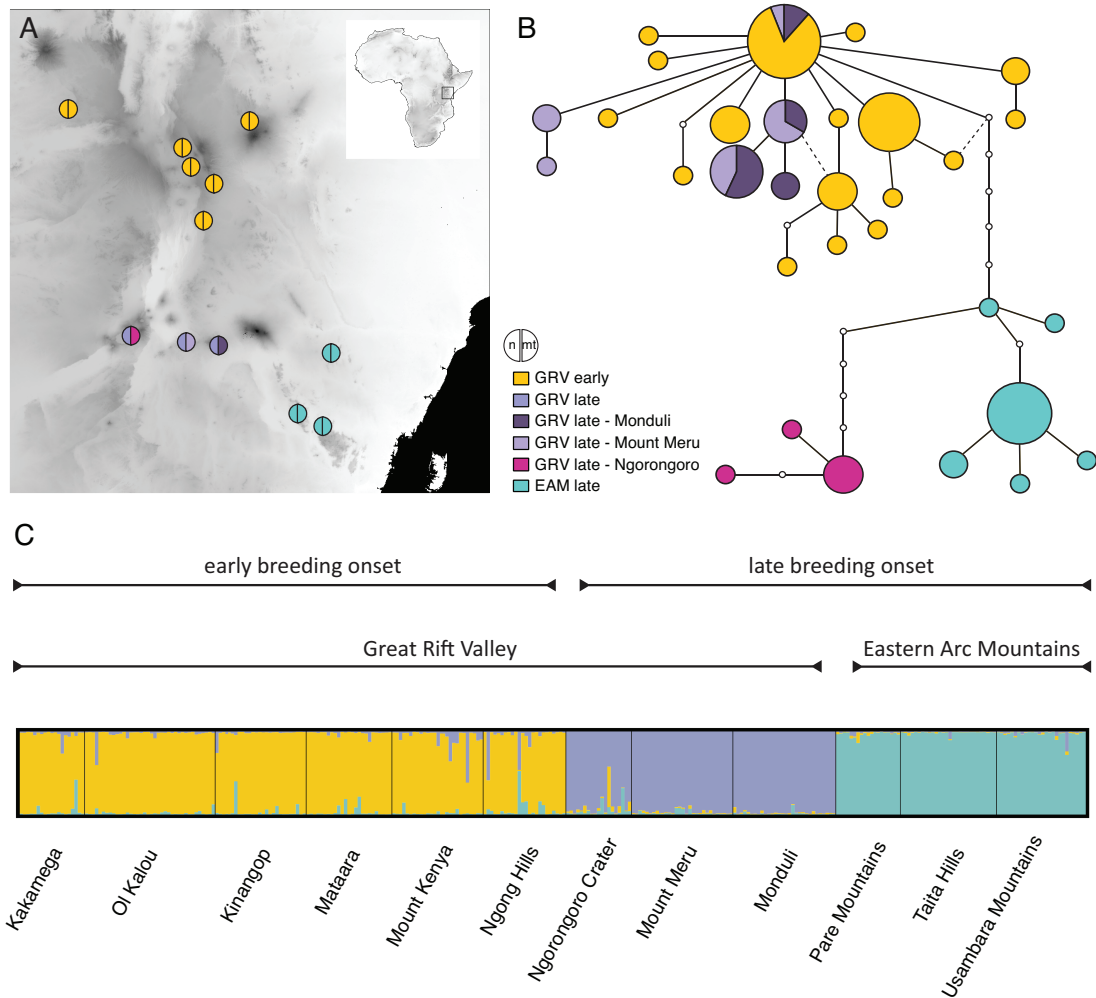 A
B
n mt
GRV early
GRV late
GRV late - Monduli
GRV late - Mount Meru
GRV late - Ngorongoro
EAM late
C
early breeding onset
late breeding onset
Great Rift Valley
Eastern Arc Mountains
Kakamega
Ol Kalou
Kinangop
Mataara
Mount Kenya
Ngong Hills
Ngorongoro Crater
Mount Meru
Monduli
Pare Mountains
Taita Hills
Usambara Mountains